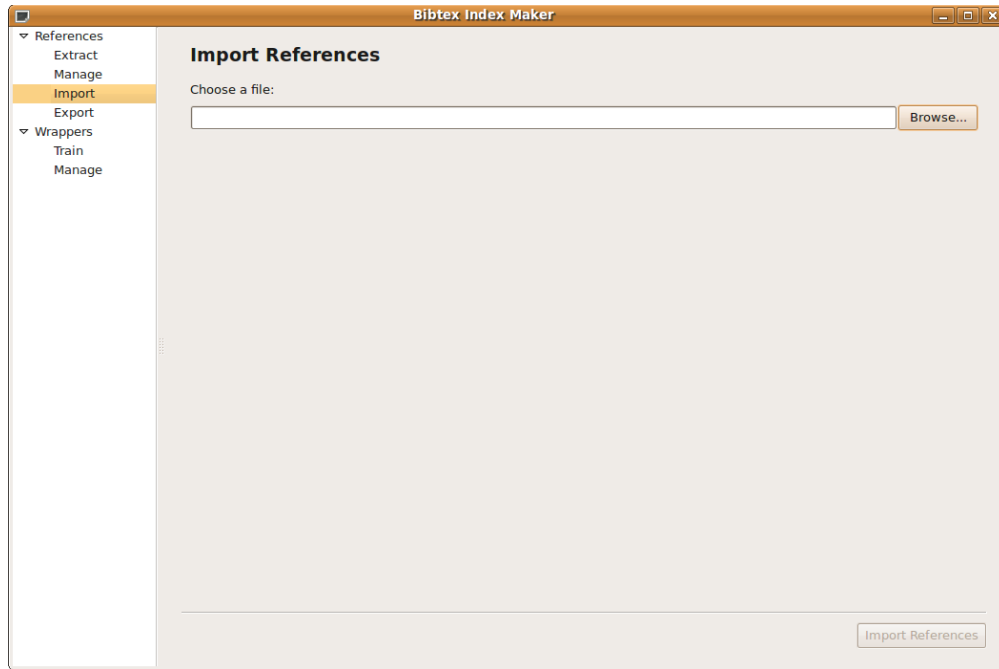 Bibtex Index Maker
References
Extract
Manage
Import
Export
Wrappers
Train
Manage
Import References
Choose a file:
Browse...
Import References